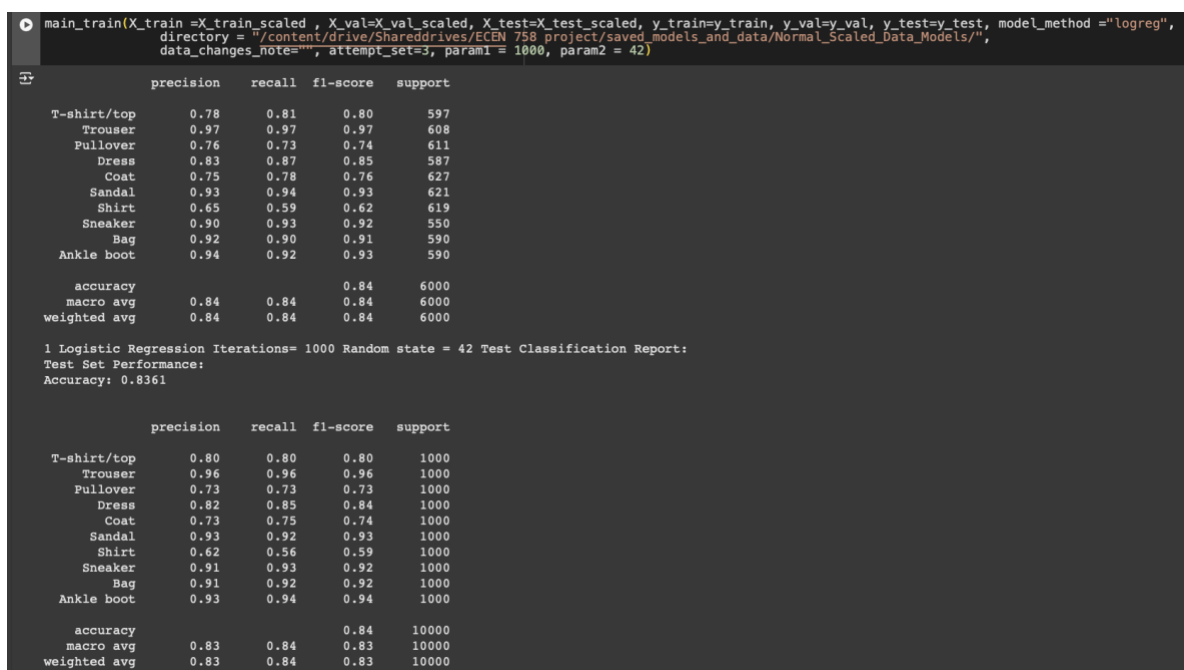 main_train(X_train =X_train_scaled , X_val=X_val_scaled, X_test=X_test_scaled, y_train=y_train, y_val=y_val, y_test=y_test, model_method ="logreg",
directory = "/content/drive/Shareddrives/ECEN 758 project/saved_models_and_data/Normal_Scaled_Data_Models/",
data_changes_note="", attempt_set=3, param1 = 1000, param2 = 42)
precision recall f1-score support
T-shirt/top 0.78 0.81 0.80 597
Trouser 0.97 0.97 0.97 608
Pullover 0.76 0.73 0.74 611
Dress 0.83 0.87 0.85 587
Coat 0.75 0.78 0.76 627
Sandal 0.93 0.94 0.93 621
Shirt 0.65 0.59 0.62 619
Sneaker 0.90 0.93 0.92 550
Bag 0.92 0.90 0.91 590
Ankle boot 0.94 0.92 0.93 590
accuracy 0.84 6000
macro avg 0.84 0.84 0.84 6000
weighted avg 0.84 0.84 0.84 6000
1 Logistic Regression Iterations= 1000 Random state = 42 Test Classification Report:
Test Set Performance:
Accuracy: 0.8361
precision recall f1-score support
T-shirt/top 0.80 0.80 0.80 1000
Trouser 0.96 0.96 0.96 1000
Pullover 0.73 0.73 0.73 1000
Dress 0.82 0.85 0.84 1000
Coat 0.73 0.75 0.74 1000
Sandal 0.93 0.92 0.93 1000
Shirt 0.62 0.56 0.59 1000
Sneaker 0.91 0.93 0.92 1000
Bag 0.91 0.92 0.92 1000
Ankle boot 0.93 0.94 0.94 1000
accuracy 0.84 10000
macro avg 0.83 0.84 0.83 10000
weighted avg 0.83 0.84 0.83 10000